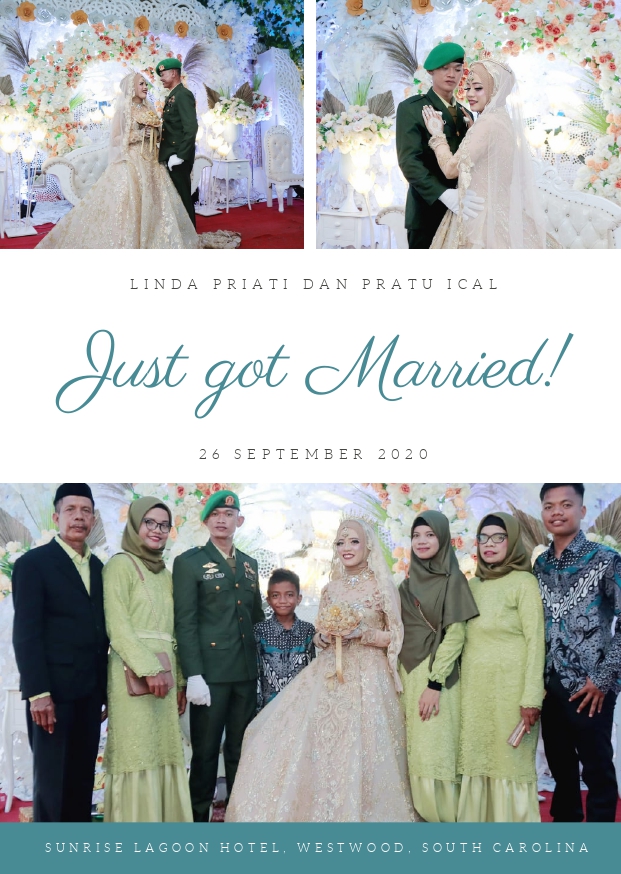 LINDA PRIATI DAN PRATU ICAL
Just got Married!
26 SEPTEMBER 2020
SUNRISE LAGOON HOTEL, WESTWOOD, SOUTH CAROLINA